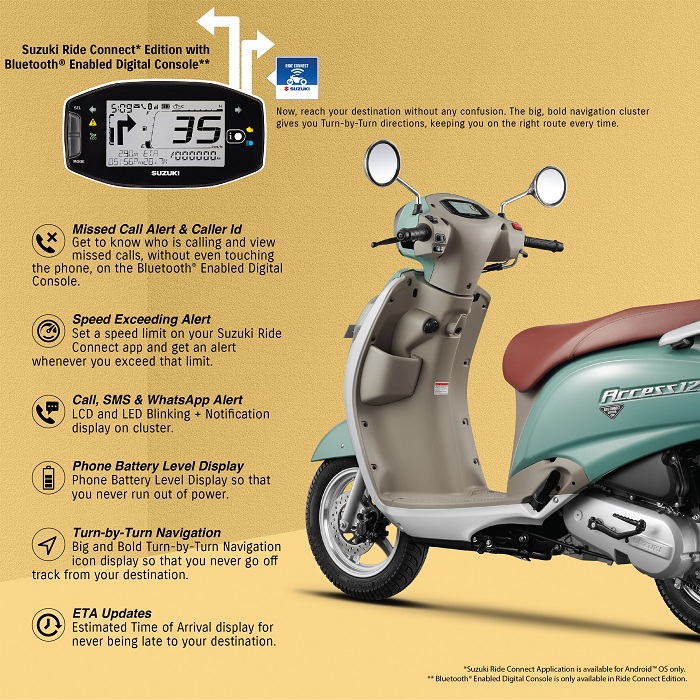 Suzuki Ride Connect* Edition with
Bluetooth® Enabled Digital Console**
RIDE CONNECT
SUZUKI
Now, reach your destination without any confusion. The big, bold navigation cluster
gives you Turn-by-Turn directions, keeping you on the right route every time.
SEL
5:09
35
km/h
MODE
290m ETA
SUZUKI
Missed Call Alert & Caller Id
Get to know who is calling and view
missed calls, without even touching
the phone, on the Bluetooth® Enabled Digital
Console.
Speed Exceeding Alert
Set a speed limit on your Suzuki Ride
Connect app and get an alert
whenever you exceed that limit.
Call, SMS & WhatsApp Alert
LCD and LED Blinking + Notification
display on cluster.
Phone Battery Level Display
Phone Battery Level Display so that
you never run out of power.
Turn-by-Turn Navigation
Big and Bold Turn-by-Turn Navigation
icon display so that you never go off
track from your destination.
ETA Updates
Estimated Time of Arrival display for
never being late to your destination.
Access 12
*Suzuki Ride Connect Application is available for Android™ OS only.
** Bluetooth® Enabled Digital Console is only available in Ride Connect Edition.